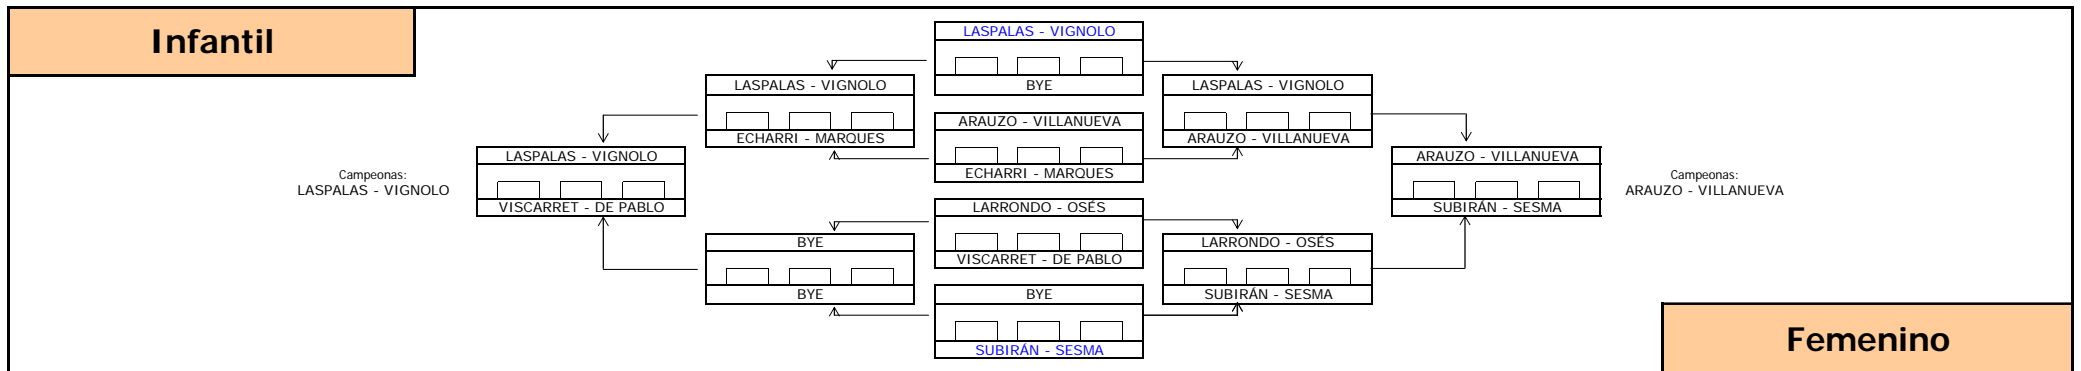 Infantil
LASPALAS - VIGNOLO
BYE
LASPALAS - VIGNOLO
ECHARRI - MARQUES
LASPALAS - VIGNOLO
ARAUZO - VILLANUEVA
ARAUZO - VILLANUEVA
ECHARRI - MARQUES
LASPALAS - VIGNOLO
VISCARRET - DE PABLO
Campeonas:
LASPALAS - VIGNOLO
ARAUZO - VILLANUEVA
SUBIRÁN - SESMA
Campeonas:
ARAUZO - VILLANUEVA
LARRONDO - OSÉS
VISCARRET - DE PABLO
BYE
BYE
LARRONDO - OSÉS
SUBIRÁN - SESMA
BYE
SUBIRÁN - SESMA
Femenino